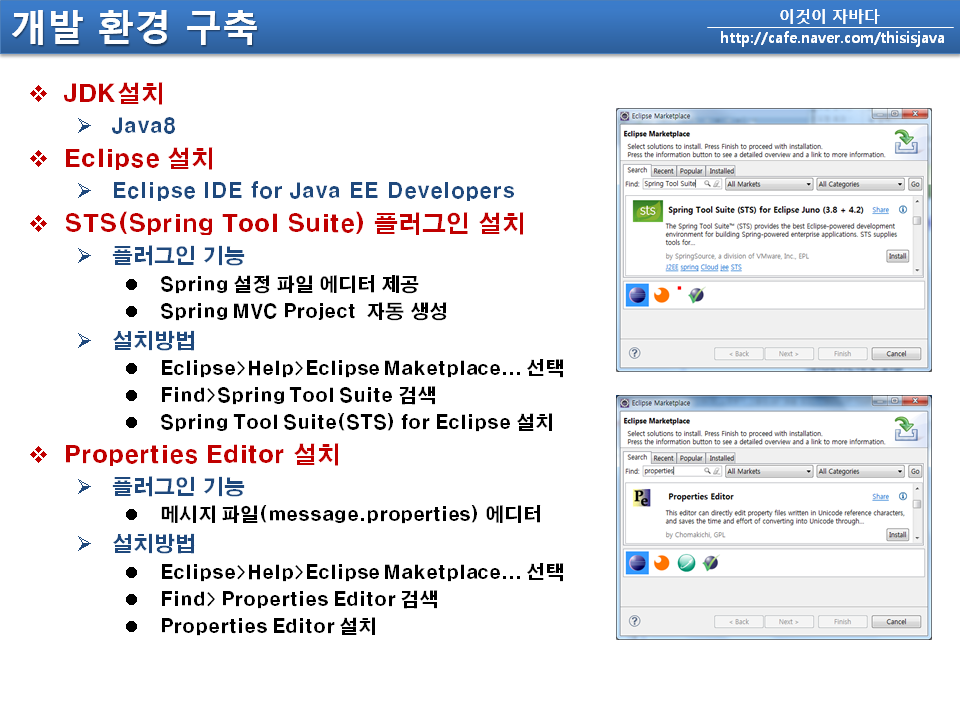 개발 환경 구축
이것이 자바다
http://cafe.naver.com/thisisjava
JDK설치
Java8
Eclipse 설치
Eclipse IDE for Java EE Developers
STS(Spring Tool Suite) 플러그인 설치
플러그인 기능
Spring 설정 파일 에디터 제공
Spring MVC Project 자동 생성
설치방법
Eclipse>Help>Eclipse Maketplace... 선택
Find>Spring Tool Suite 검색
Spring Tool Suite(STS) for Eclipse 설치
Properties Editor 설치
플러그인 기능
메시지 파일(message.properties) 에디터
설치방법
Eclipse>Help>Eclipse Maketplace... 선택
Find> Properties Editor 검색
Properties Editor 설치
Eclipse Marketplace
Eclipse Marketplace
Select solutions to install. Press Finish to proceed with installation.
Press the information button to see a detailed overview and a link to more information.
Search Recent Popular Installed
Find: Spring Tool Suite All Markets All Categories Go
sts Spring Tool Suite (STS) for Eclipse Juno (3.8 + 4.2) Share
The Spring Tool Suite™ (STS) provides the best Eclipse-powered development
environment for building Spring-powered enterprise applications. STS supplies
tools for...
by SpringSource, a division of VMware, Inc., EPL Install
J2EE spring Cloud jee STS
? < Back Next > Finish Cancel
Eclipse Marketplace
Eclipse Marketplace
Select solutions to install. Press Finish to proceed with installation.
Press the information button to see a detailed overview and a link to more information.
Search Recent Popular Installed
Find: properties All Markets All Categories Go
Pe Properties Editor Share
This editor can directly edit property files written in Unicode reference characters,
and saves the time and effort of converting into Unicode through...
by Chomakichi, GPL Install
? < Back Next > Finish Cancel